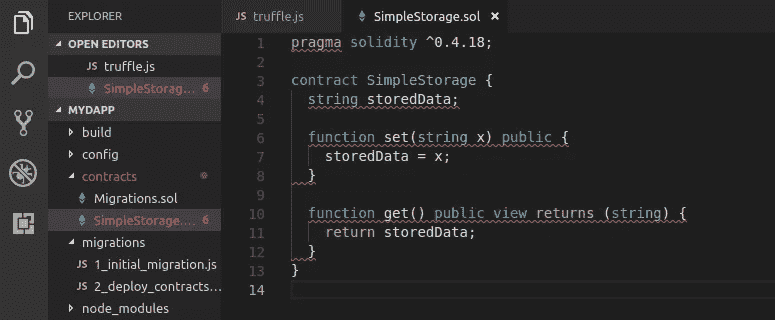 EXPLORER
OPEN EDITORS
truffle.js
SimpleStorag... 6
MYDAPP
build
config
contracts
Migrations.sol
SimpleStorage.... 6
migrations
1_initial_migration.js
2_deploy_contracts...
node_modules
JS truffle.js
SimpleStorage.sol ×
1 pragma solidity ^0.4.18;
2
3 contract SimpleStorage {
4 string storedData;
5
6 function set(string x) public {
7 storedData = x;
8 }
9
10 function get() public view returns (string) {
11 return storedData;
12 }
13 }
14